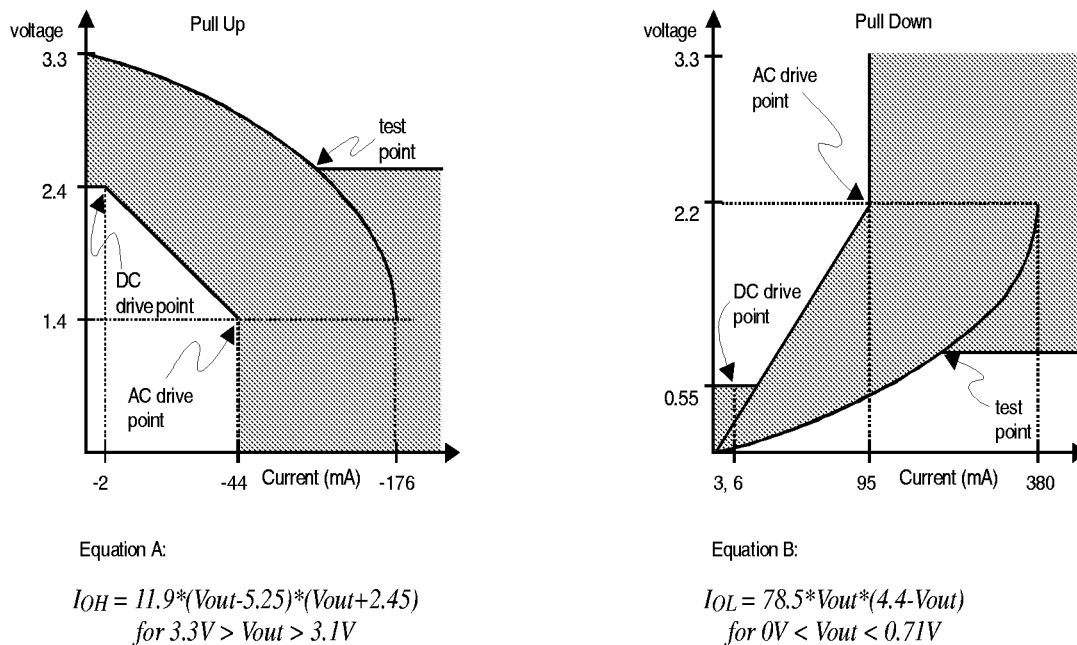 Pull Up
voltage
3.3
test
point
2.4
DC
drive point
1.4
AC drive
point
-2
-44
Current (mA)
-176
Equation A:
I_OH = 11.9*(Vout-5.25)*(Vout+2.45)
for 3.3V > Vout > 3.1V
Pull Down
voltage
3.3
AC drive
point
2.2
DC drive
point
0.55
test
point
3, 6
95
Current (mA)
380
Equation B:
I_OL = 78.5*Vout*(4.4-Vout)
for 0V < Vout < 0.71V